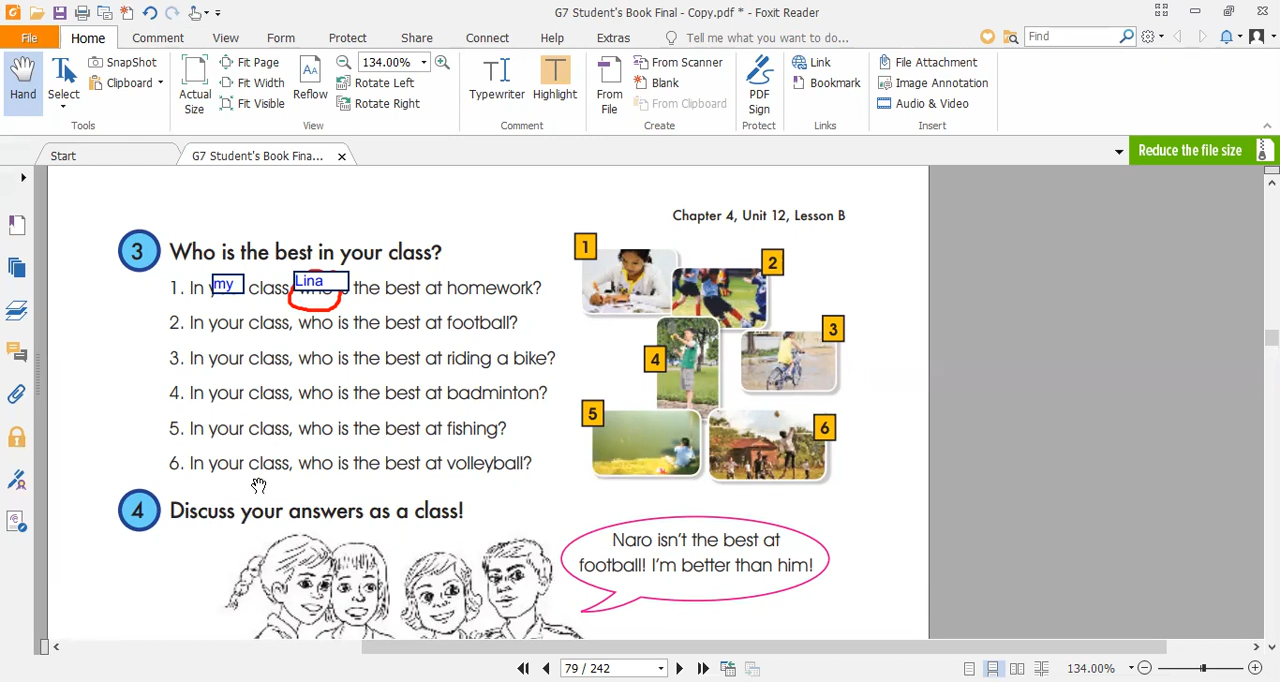 G7 Student's Book Final - Copy.pdf * - Foxit Reader
File Home Comment View Form Protect Share Connect Help Extras Tell me what you want to do... Find
Hand
Select
SnapShot
Clipboard
Tools
Actual Size
Fit Page
Fit Width
Fit Visible
Reflow
134.00%
Rotate Left
Rotate Right
View
Typewriter
Highlight
Comment
From File
From Scanner
Blank
From Clipboard
Create
PDF Sign
Protect
Link
Bookmark
Links
File Attachment
Image Annotation
Audio & Video
Insert
Start G7 Student's Book Fina... Reduce the file size
Chapter 4, Unit 12, Lesson B
3 Who is the best in your class?
1. In my class, Lina is the best at homework?
2. In your class, who is the best at football?
3. In your class, who is the best at riding a bike?
4. In your class, who is the best at badminton?
5. In your class, who is the best at fishing?
6. In your class, who is the best at volleyball?
1
2
3
4
5
6
4 Discuss your answers as a class!
Naro isn't the best at
football! I'm better than him!
79 / 242 134.00%